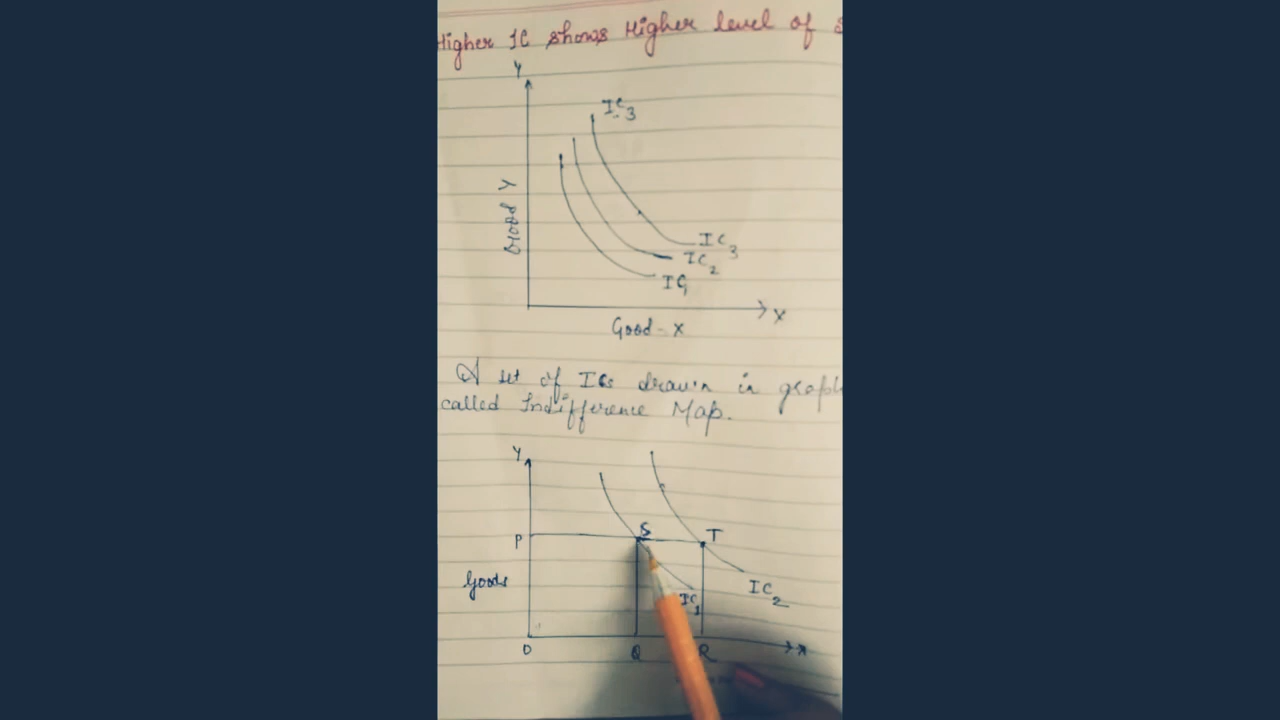 Higher IC shows Higher level of
Y
IC3
Good Y
IC3
IC2
IC1
X
Good - X
A set of ICs drawn in graph
called Indifference Map.
Y
S
T
P
Goods
IC2
IC1
O
Q
R
X